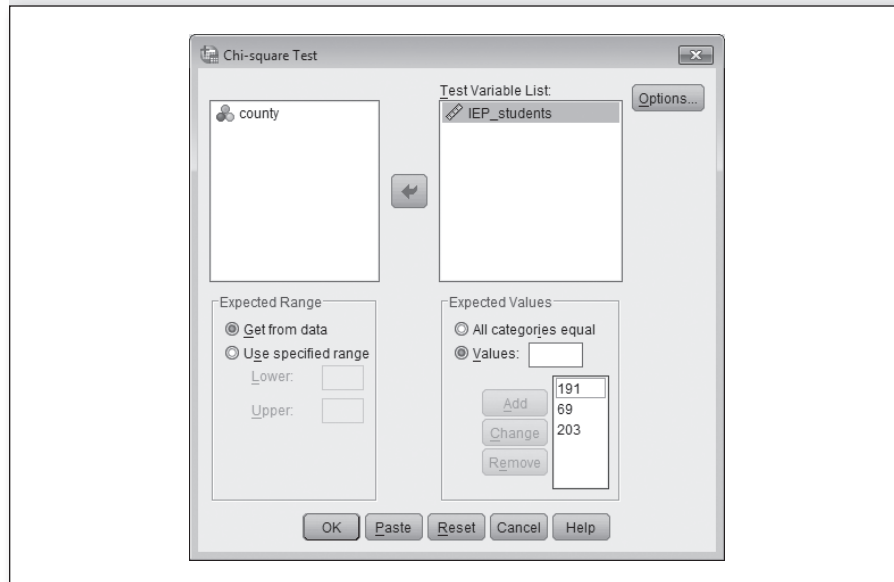 Chi-square Test
Test Variable List:
county
IEP_students
Options...
Expected Range
Get from data
Use specified range
Lower:
Upper:
Expected Values
All categories equal
Values:
Add
Change
Remove
191
69
203
OK
Paste
Reset
Cancel
Help